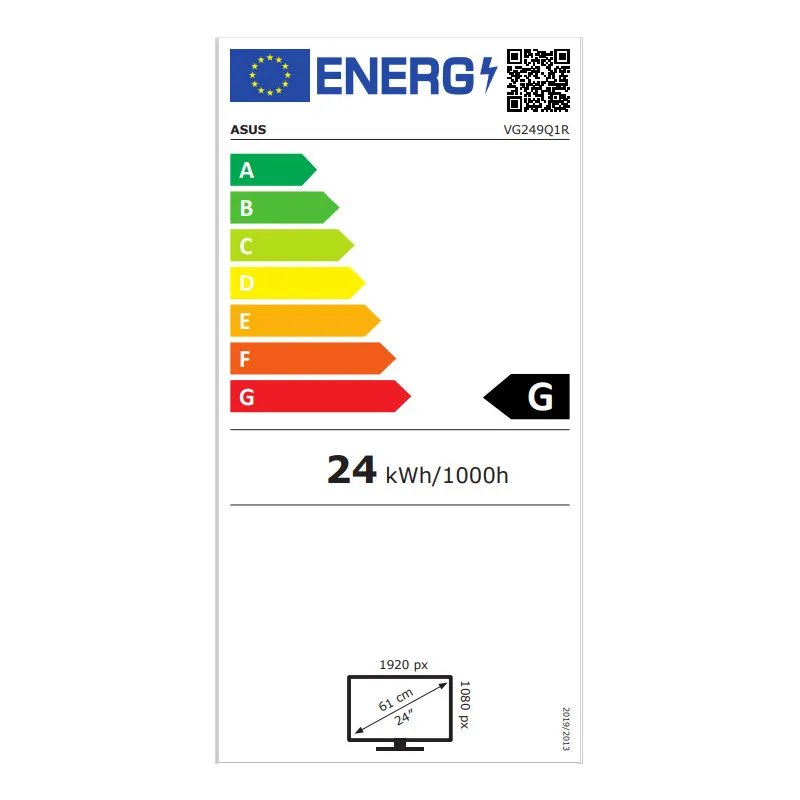 ENERG
ASUS VG249Q1R
A
B
C
D
E
F
G
G
24 kWh/1000h
1920 px
61 cm
24″
1080 px
2019/2013